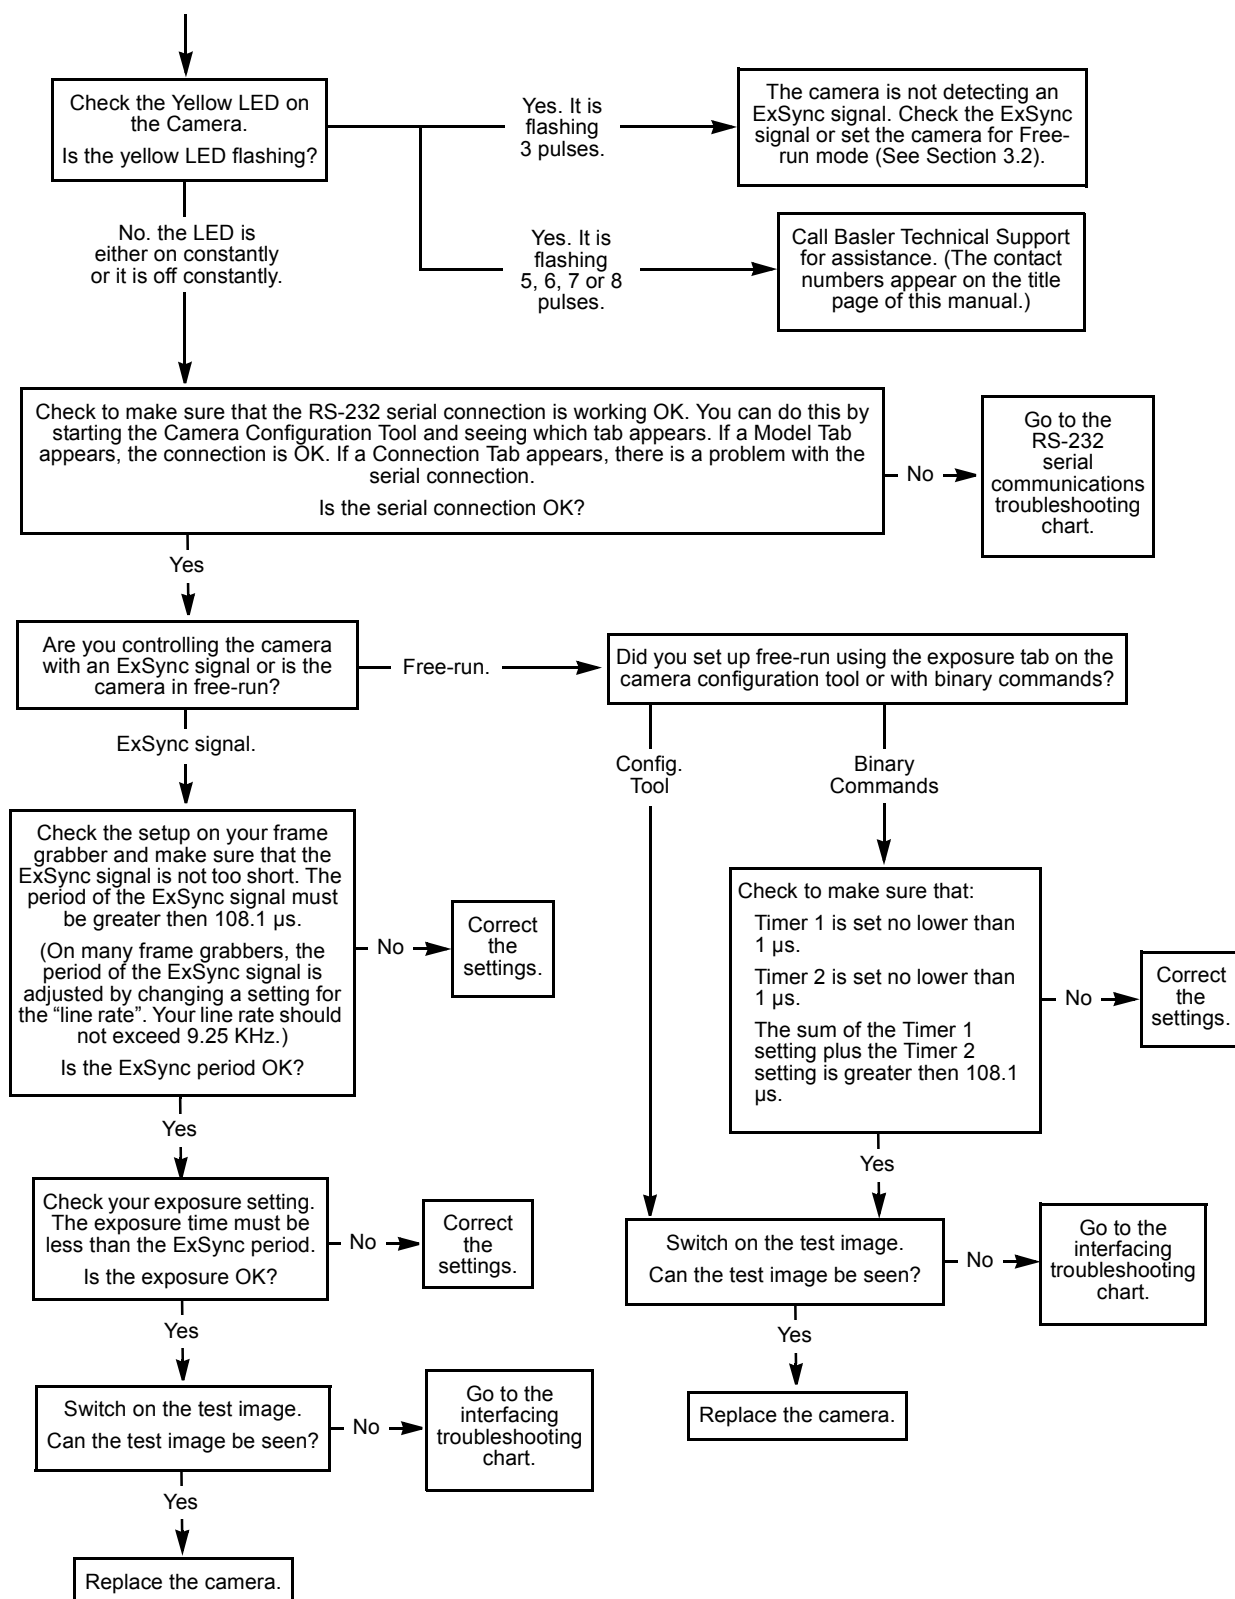 Check the Yellow LED on
the Camera.
Is the yellow LED flashing?
Yes. It is
flashing
3 pulses.
The camera is not detecting an
ExSync signal. Check the ExSync
signal or set the camera for Free-
run mode (See Section 3.2).
No. the LED is
either on constantly
or it is off constantly.
Yes. It is
flashing
5, 6, 7 or 8
pulses.
Call Basler Technical Support
for assistance. (The contact
numbers appear on the title
page of this manual.)
Check to make sure that the RS-232 serial connection is working OK. You can do this by
starting the Camera Configuration Tool and seeing which tab appears. If a Model Tab
appears, the connection is OK. If a Connection Tab appears, there is a problem with the
serial connection.
Is the serial connection OK?
No
Go to the
RS-232
serial
communications
troubleshooting
chart.
Yes
Are you controlling the camera
with an ExSync signal or is the
camera in free-run?
Free-run.
Did you set up free-run using the exposure tab on the
camera configuration tool or with binary commands?
ExSync signal.
Config.
Tool
Binary
Commands
Check the setup on your frame
grabber and make sure that the
ExSync signal is not too short. The
period of the ExSync signal must
be greater then 108.1 µs.
(On many frame grabbers, the
period of the ExSync signal is
adjusted by changing a setting for
the “line rate”. Your line rate should
not exceed 9.25 KHz.)
Is the ExSync period OK?
No
Correct
the
settings.
Check to make sure that:
Timer 1 is set no lower than
1 µs.
Timer 2 is set no lower than
1 µs.
The sum of the Timer 1
setting plus the Timer 2
setting is greater then 108.1
µs.
No
Correct
the
settings.
Yes
Yes
Check your exposure setting.
The exposure time must be
less than the ExSync period.
Is the exposure OK?
No
Correct
the
settings.
Switch on the test image.
Can the test image be seen?
No
Go to the
interfacing
troubleshooting
chart.
Yes
Yes
Switch on the test image.
Can the test image be seen?
No
Go to the
interfacing
troubleshooting
chart.
Replace the camera.
Yes
Replace the camera.